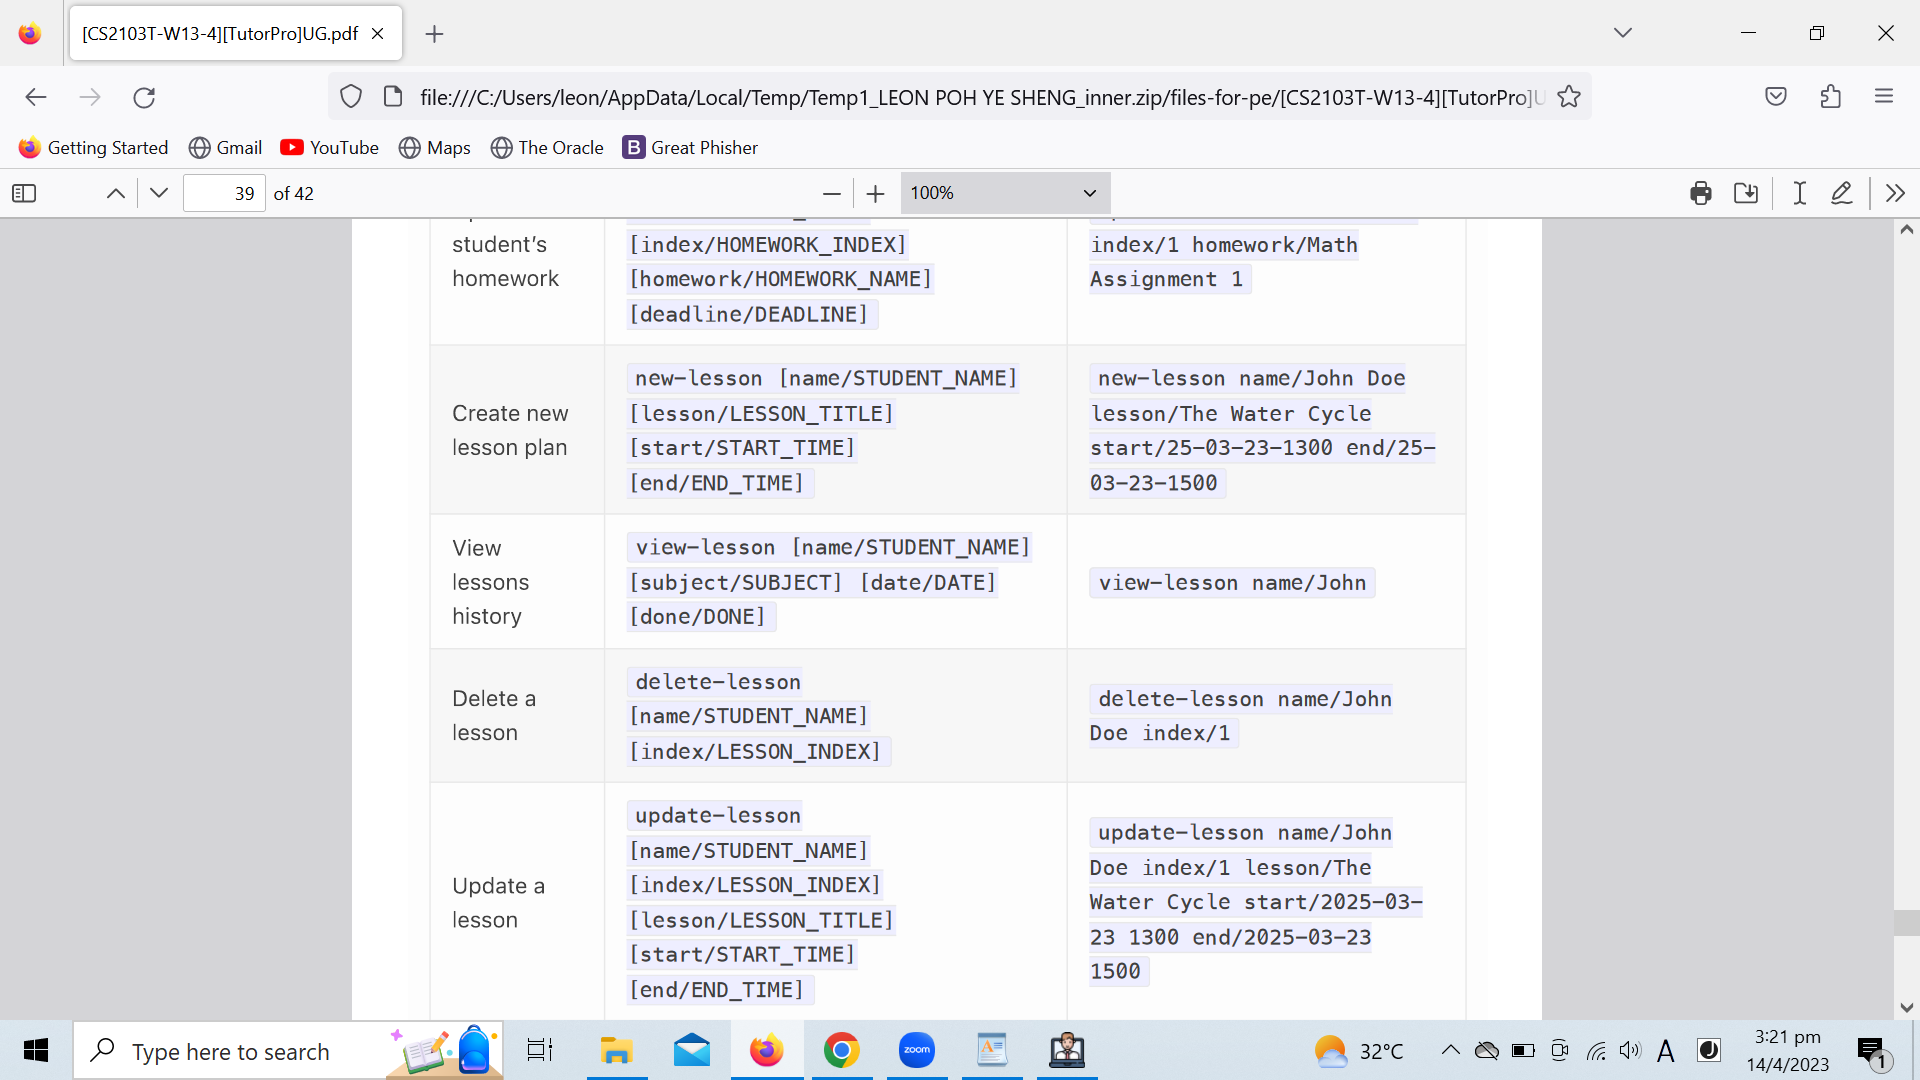 [CS2103T-W13-4][TutorPro]UG.pdf
file:///C:/Users/leon/AppData/Local/Temp/Temp1_LEON POH YE SHENG_inner.zip/files-for-pe/[CS2103T-W13-4][TutorPro]U
Getting Started Gmail YouTube Maps The Oracle B Great Phisher
39 of 42 100%
student's
homework
[index/HOMEWORK_INDEX]
[homework/HOMEWORK_NAME]
[deadline/DEADLINE]
index/1 homework/Math
Assignment 1
Create new
lesson plan
new-lesson [name/STUDENT_NAME]
[lesson/LESSON_TITLE]
[start/START_TIME]
[end/END_TIME]
new-lesson name/John Doe
lesson/The Water Cycle
start/25-03-23-1300 end/25-
03-23-1500
View
lessons
history
view-lesson [name/STUDENT_NAME]
[subject/SUBJECT] [date/DATE]
[done/DONE]
view-lesson name/John
Delete a
lesson
delete-lesson
[name/STUDENT_NAME]
[index/LESSON_INDEX]
delete-lesson name/John
Doe index/1
Update a
lesson
update-lesson
[name/STUDENT_NAME]
[index/LESSON_INDEX]
[lesson/LESSON_TITLE]
[start/START_TIME]
[end/END_TIME]
update-lesson name/John
Doe index/1 lesson/The
Water Cycle start/2025-03-
23 1300 end/2025-03-23
1500
Type here to search
zoom
32°C
A
3:21 pm
14/4/2023
1